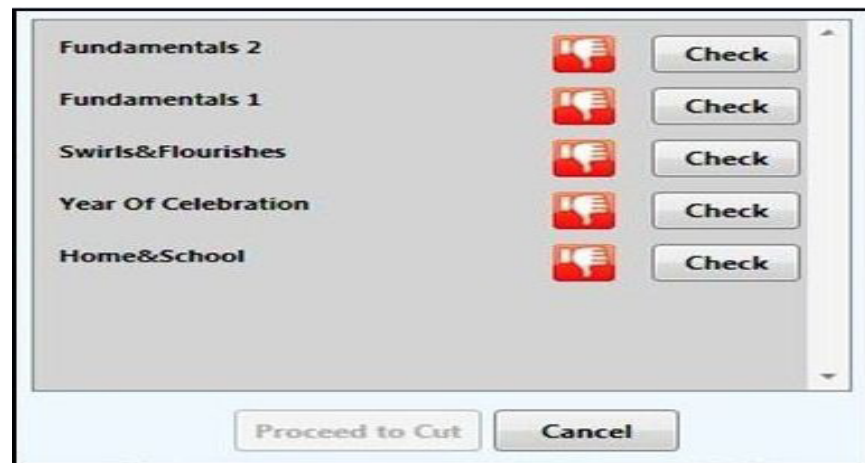 Fundamentals 2 Check
Fundamentals 1 Check
Swirls&Flourishes Check
Year Of Celebration Check
Home&School Check
Proceed to Cut Cancel